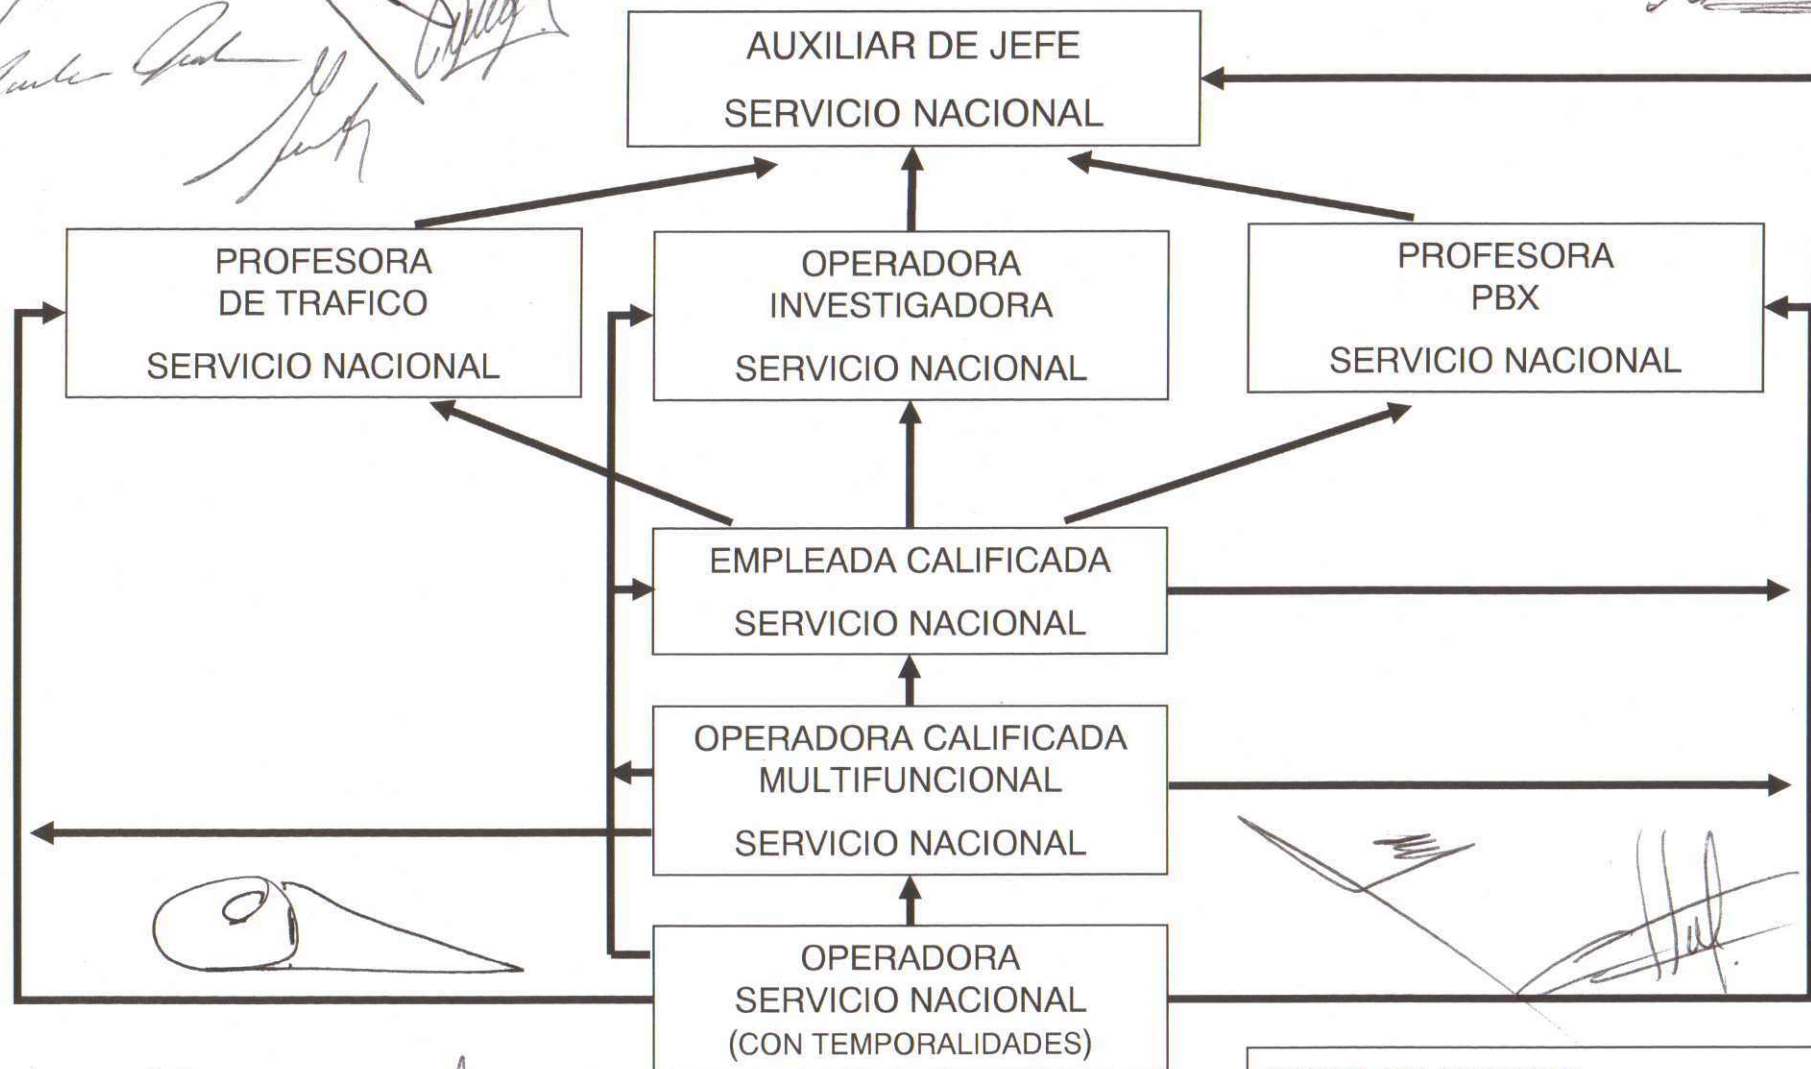 AUXILIAR DE JEFE
SERVICIO NACIONAL
PROFESORA
DE TRAFICO
SERVICIO NACIONAL
OPERADORA
INVESTIGADORA
SERVICIO NACIONAL
PROFESORA
PBX
SERVICIO NACIONAL
EMPLEADA CALIFICADA
SERVICIO NACIONAL
OPERADORA CALIFICADA
MULTIFUNCIONAL
SERVICIO NACIONAL
OPERADORA
SERVICIO NACIONAL
(CON TEMPORALIDADES)